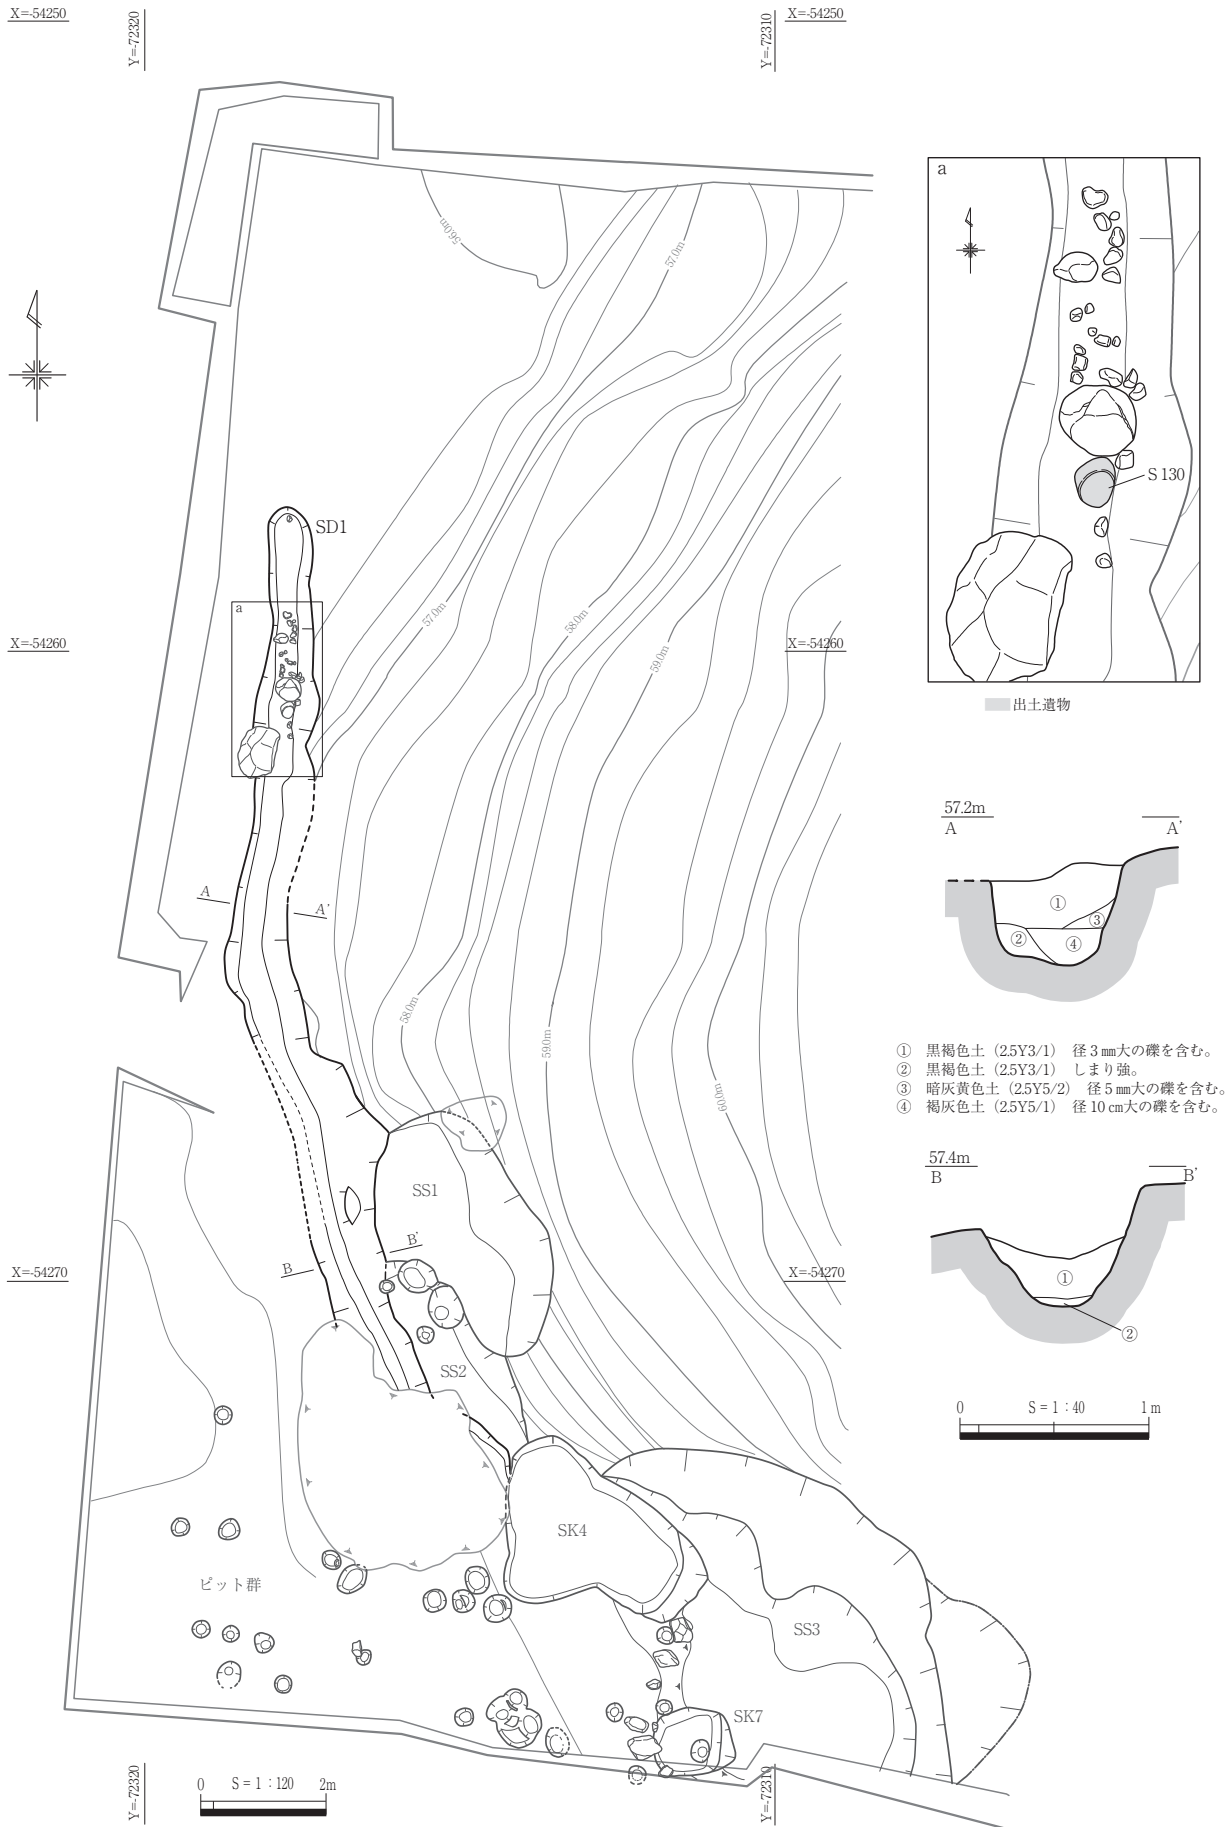 X=-54250
Y=-72320
Y=-72310
X=-54250
56.0m
57.0m
a
S 130
出土遺物
SD1
a
57.0m
58.0m
59.0m
X=-54260
X=-54260
57.2m
A
A'
①
②
③
④
A
A'
58.0m
59.0m
60.0m
① 黒褐色土（2.5Y3/1） 径３㎜大の礫を含む。
② 黒褐色土（2.5Y3/1） しまり強。
③ 暗灰黄色土（2.5Y5/2） 径５㎜大の礫を含む。
④ 褐灰色土（2.5Y5/1） 径10㎝大の礫を含む。
57.4m
B
B'
①
②
SS1
B'
B
X=-54270
X=-54270
SS2
0 S = 1：40 1 m
SK4
ピット群
SS3
SK7
Y=-72320
0 S = 1：120 2m
Y=-72310